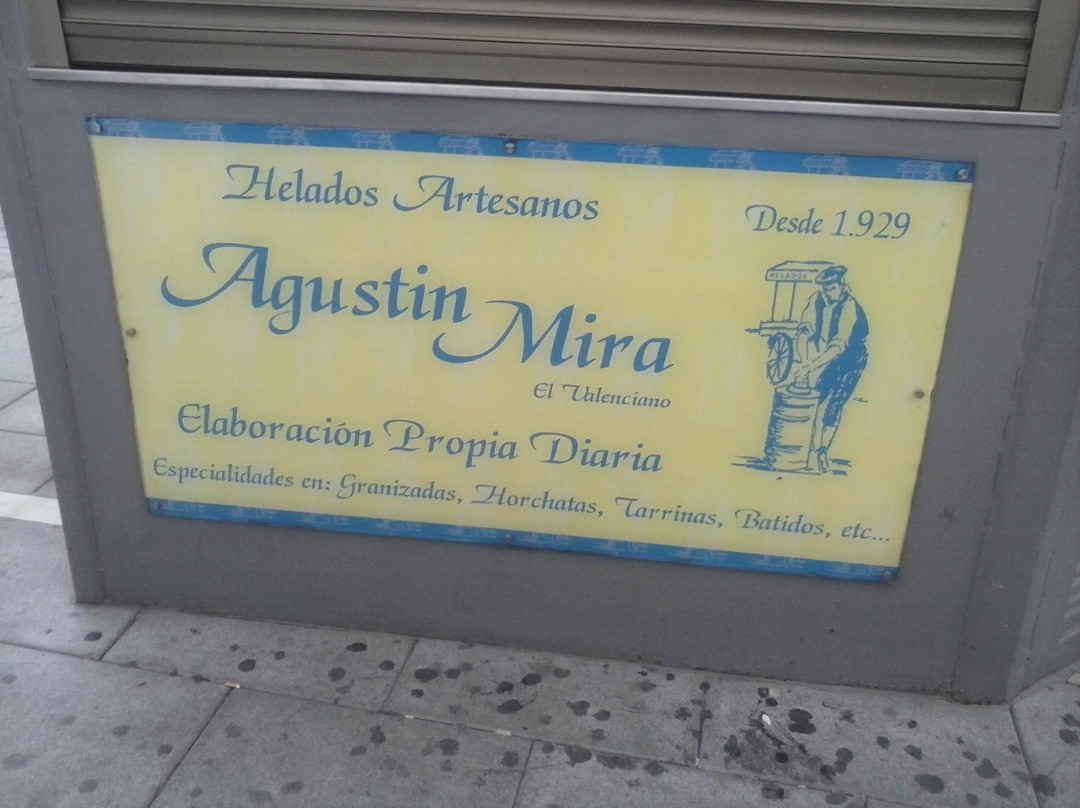 Helados Artesanos
Desde 1.929
HELADOS
Agustin
Mira
El Valenciano
Elaboración Propia Diaria
Especialidades en: Granizadas, Horchatas, Tarrinas, Batidos, etc...